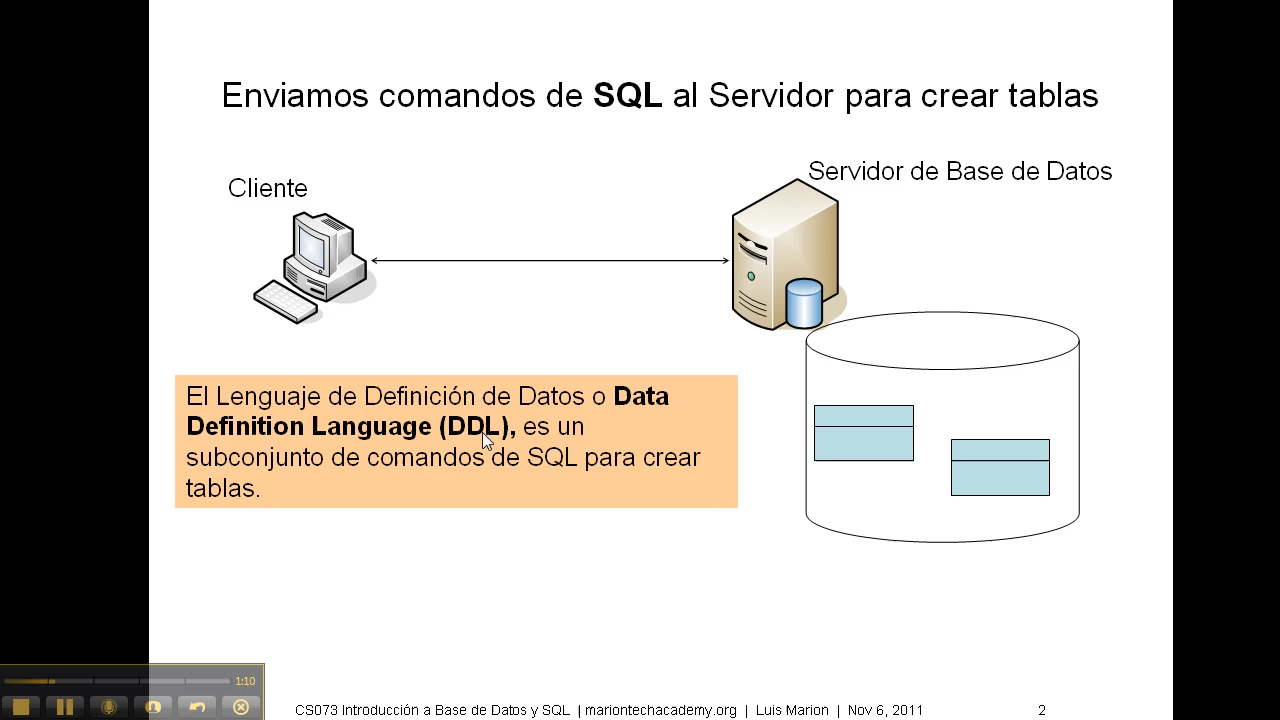 Enviamos comandos de SQL al Servidor para crear tablas
Servidor de Base de Datos
Cliente
El Lenguaje de Definición de Datos o Data
Definition Language (DDL), es un
subconjunto de comandos de SQL para crear
tablas.
1:10
CS073 Introducción a Base de Datos y SQL | mariontechacademy.org | Luis Marion | Nov 6, 2011 2